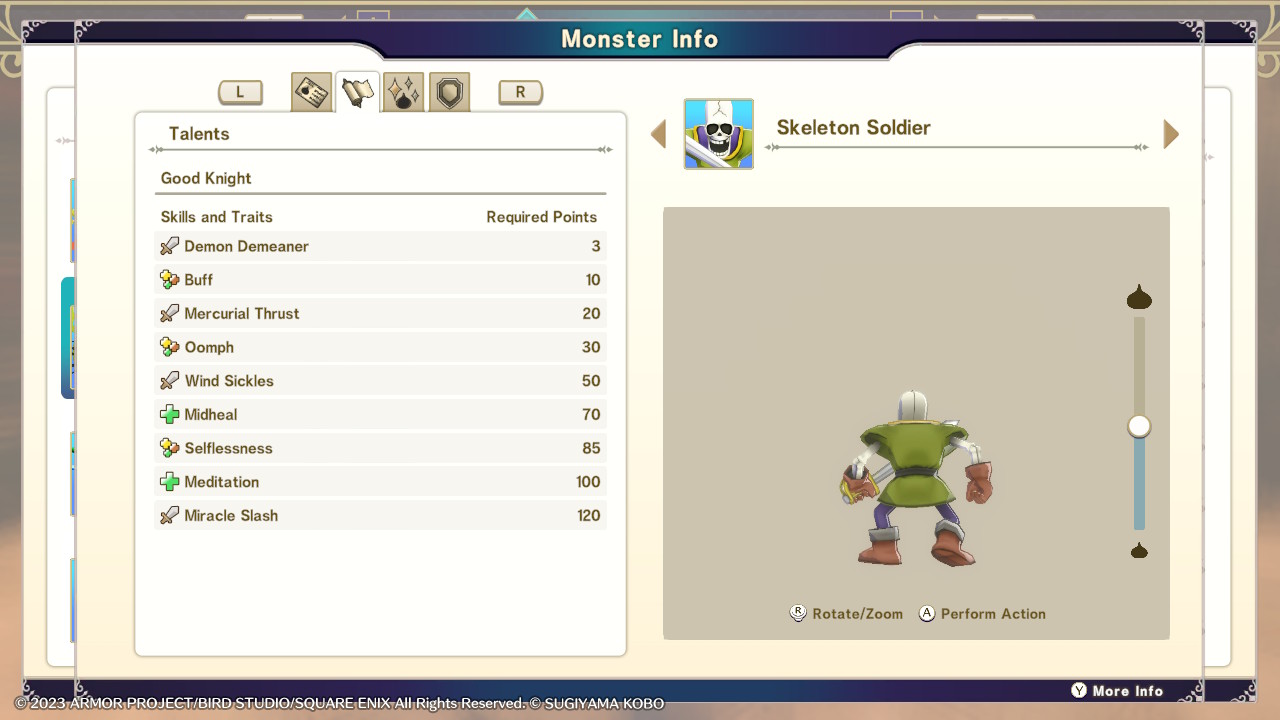 Monster Info
L
R
Talents
Good Knight
Skills and Traits Required Points
Demon Demeaner 3
Buff 10
Mercurial Thrust 20
Oomph 30
Wind Sickles 50
Midheal 70
Selflessness 85
Meditation 100
Miracle Slash 120
Skeleton Soldier
R Rotate/Zoom A Perform Action
Y More Info
© 2023 ARMOR PROJECT/BIRD STUDIO/SQUARE ENIX All Rights Reserved. © SUGIYAMA KOBO